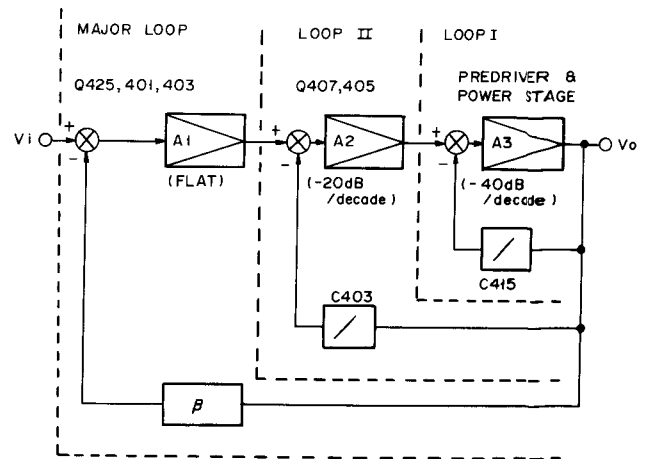 MAJOR LOOP
LOOP II
LOOP I
Q425, 401, 403
Q407, 405
PREDRIVER &
POWER STAGE
Vi
+
-
A1
(FLAT)
+
-
A2
(-20dB
/decade)
+
-
A3
(-40dB
/decade)
Vo
C415
C403
β